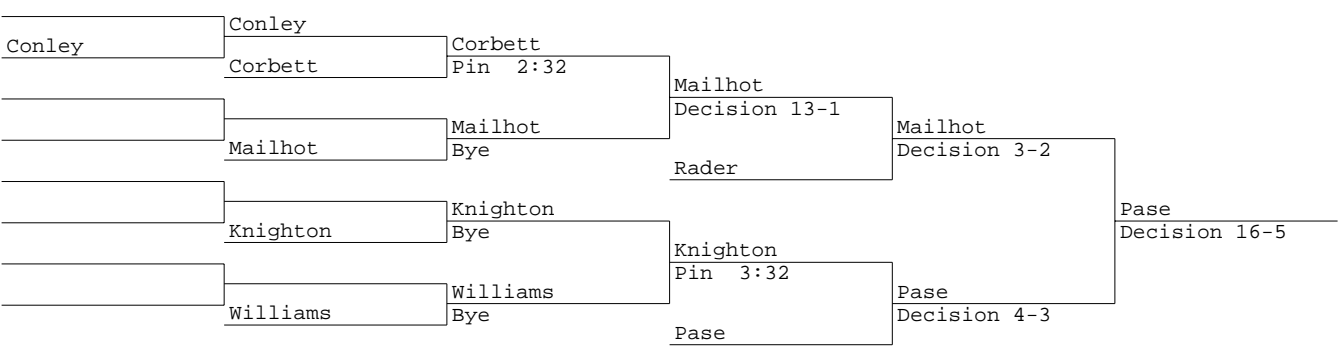 Conley
Conley
Corbett
Corbett
Pin 2:32
Mailhot
Decision 13-1
Mailhot
Mailhot
Bye
Mailhot
Decision 3-2
Rader
Knighton
Knighton
Bye
Pase
Decision 16-5
Knighton
Pin 3:32
Williams
Williams
Bye
Pase
Decision 4-3
Pase